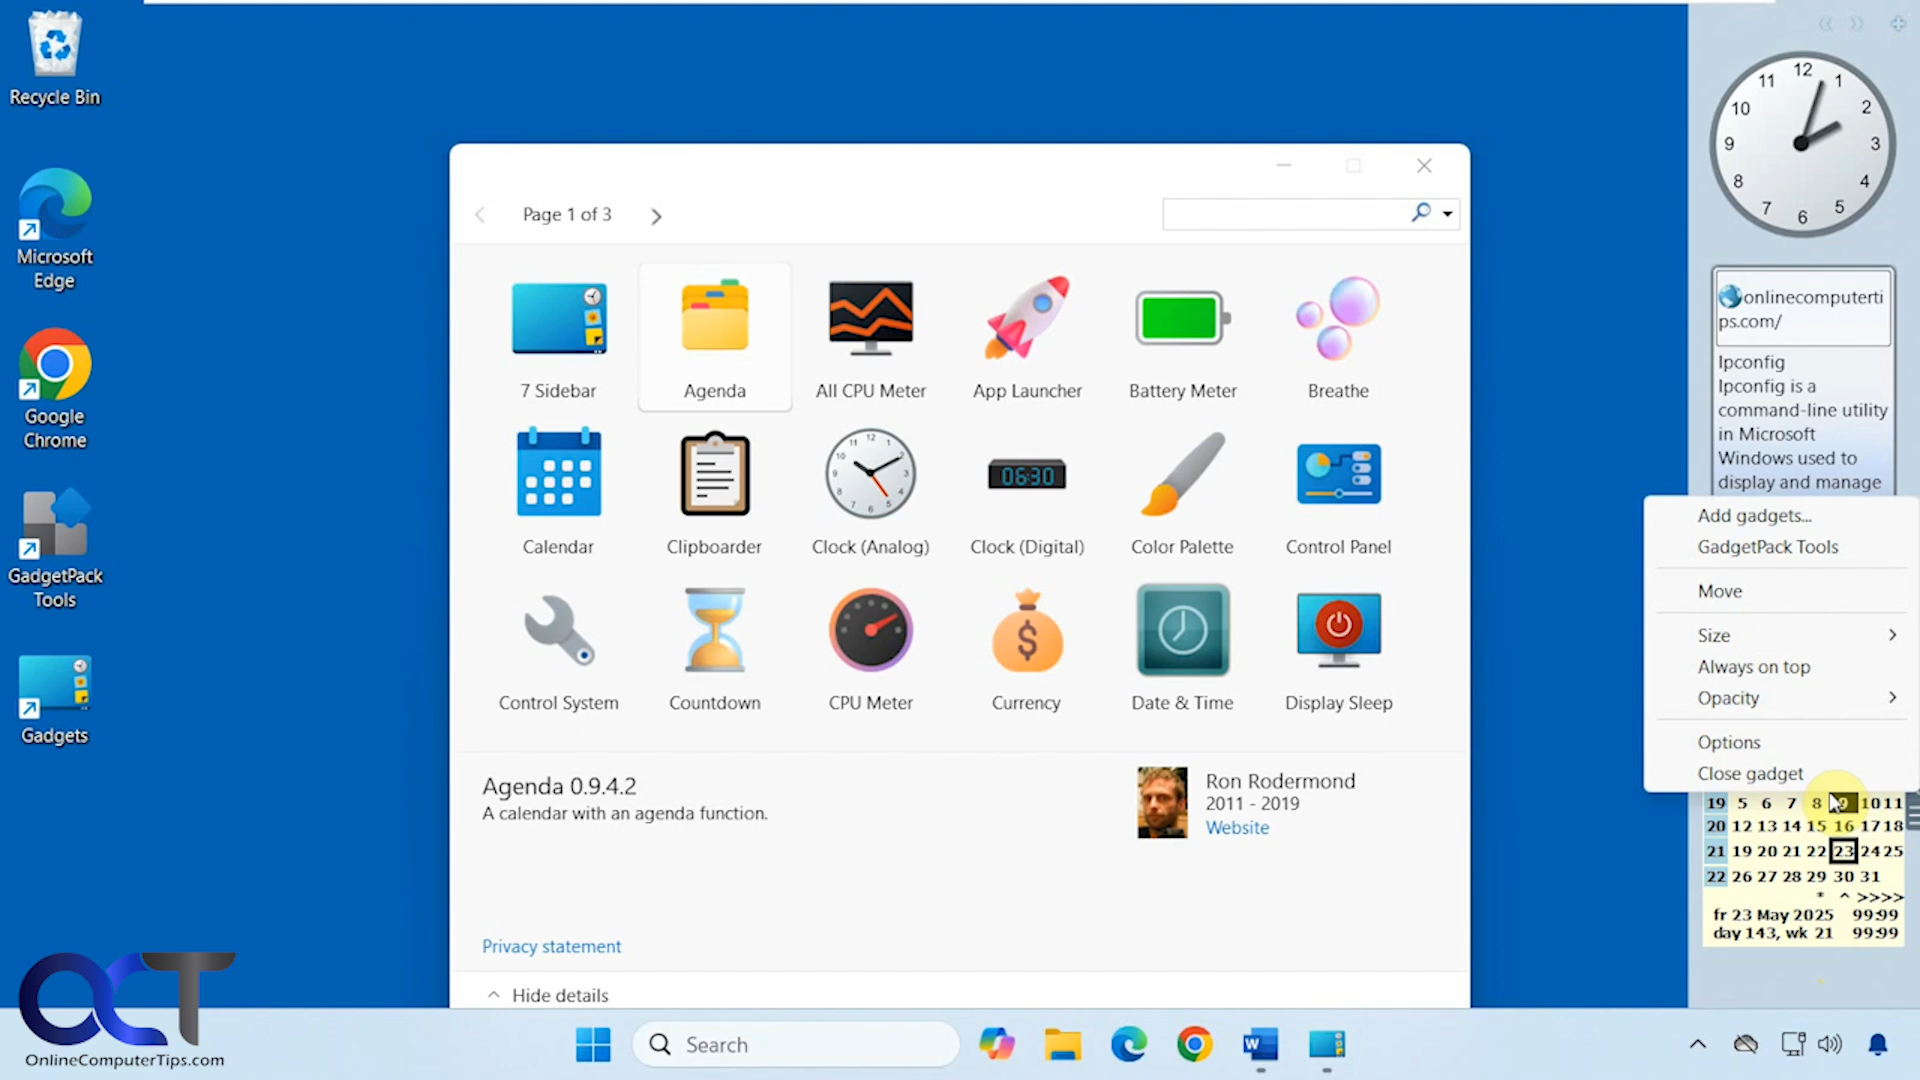 Recycle Bin
Microsoft
Edge
Google
Chrome
GadgetPack
Tools
Gadgets
Page 1 of 3
7 Sidebar
Agenda
All CPU Meter
App Launcher
Battery Meter
Breathe
Calendar
Clipboarder
Clock (Analog)
06:30
Clock (Digital)
Color Palette
Control Panel
Control System
Countdown
CPU Meter
Currency
Date & Time
Display Sleep
Agenda 0.9.4.2
A calendar with an agenda function.
Ron Rodermond
2011 - 2019
Website
Privacy statement
Hide details
12
1
2
3
4
5
6
7
8
9
10
11
onlinecomputerti
ps.com/
Ipconfig
Ipconfig is a
command-line utility
in Microsoft
Windows used to
display and manage
Add gadgets...
GadgetPack Tools
Move
Size
Always on top
Opacity
Options
Close gadget
19 5 6 7 8 9 10 11
20 12 13 14 15 16 17 18
21 19 20 21 22 23 24 25
22 26 27 28 29 30 31
* ^ >>>>
fr 23 May 2025 99:99
day 143, wk 21 99:99
OCT
OnlineComputerTips.com
Search
W